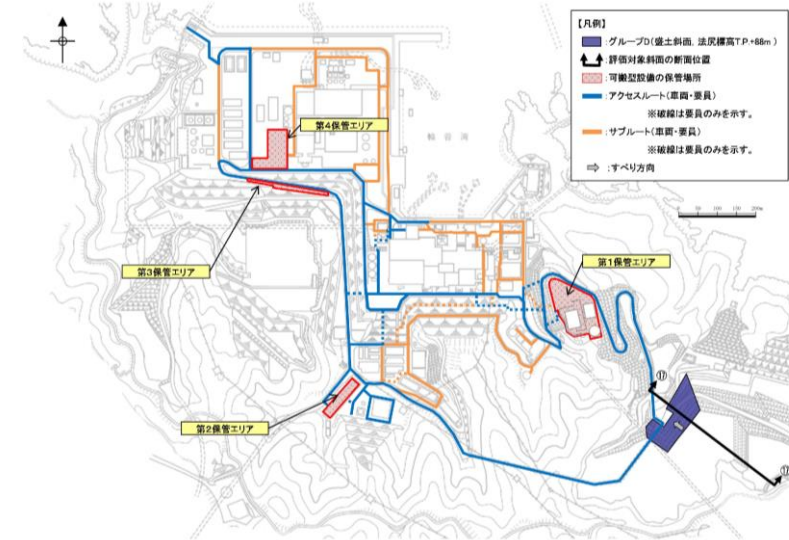 【凡例】
:グループD(盛土斜面、法尻標高T.P.+88m)
:評価対象斜面の断面位置
:可搬型設備の保管場所
:アクセスルート(車両・要員)
※破線は要員のみを示す。
:サブルート(車両・要員)
※破線は要員のみを示す。
:すべり方向
0 50 100 150 200m
第4保管エリア
輪谷湾
第3保管エリア
第1保管エリア
⑰
第2保管エリア
⑰